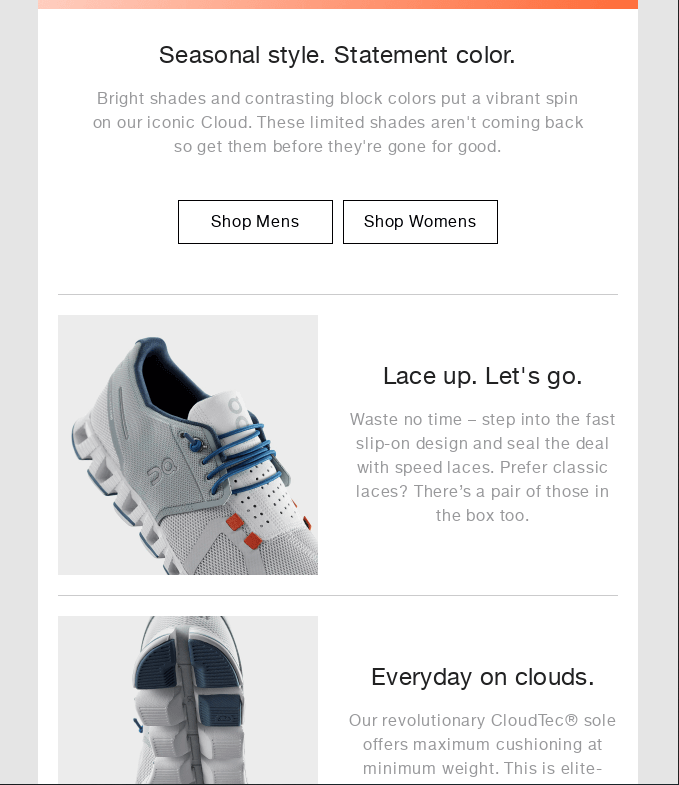 Seasonal style. Statement color.
Bright shades and contrasting block colors put a vibrant spin
on our iconic Cloud. These limited shades aren't coming back
so get them before they're gone for good.
Shop Mens
Shop Womens
Lace up. Let's go.
Waste no time – step into the fast
slip-on design and seal the deal
with speed laces. Prefer classic
laces? There’s a pair of those in
the box too.
Everyday on clouds.
Our revolutionary CloudTec® sole
offers maximum cushioning at
minimum weight. This is elite-